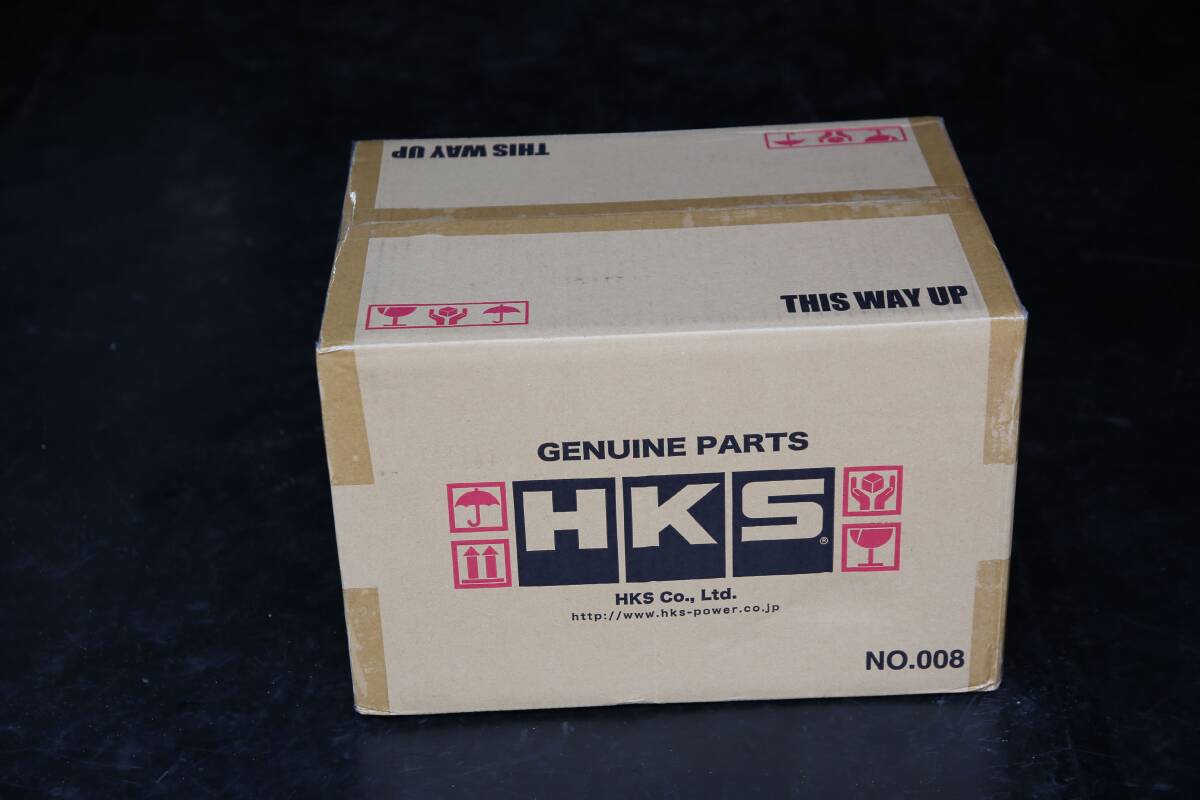 THIS WAY UP
THIS WAY UP
GENUINE PARTS
HKS®
HKS Co., Ltd.
http://www.hks-power.co.jp
NO.008